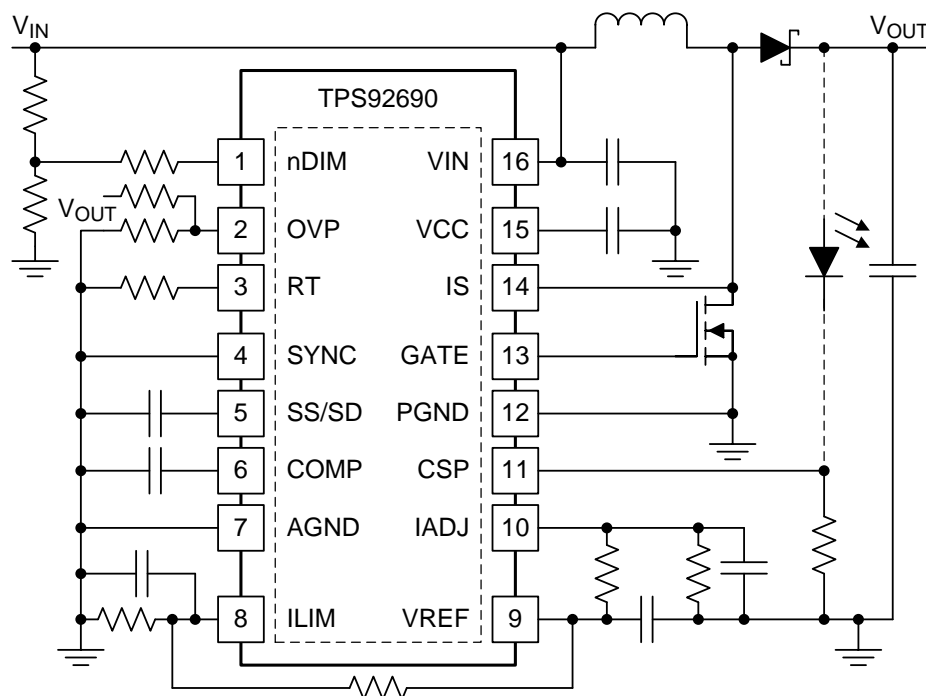 VIN
VOUT
TPS92690
1 nDIM VIN 16
VOUT
2 OVP VCC 15
3 RT IS 14
4 SYNC GATE 13
5 SS/SD PGND 12
6 COMP CSP 11
7 AGND IADJ 10
8 ILIM VREF 9